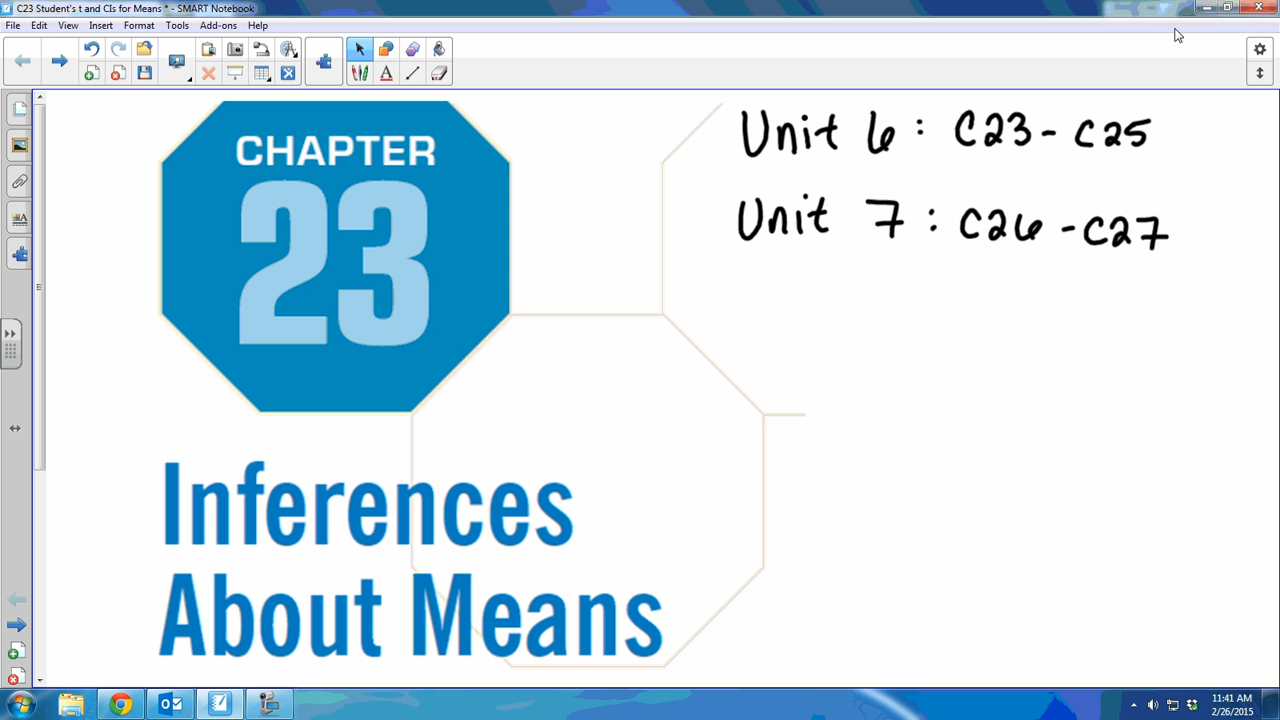 C23 Student's t and CIs for Means * - SMART Notebook
File Edit View Insert Format Tools Add-ons Help
CHAPTER
23
Unit 6 : C23 - C25
Unit 7 : C26 - C27
Inferences
About Means
11:41 AM
2/26/2015